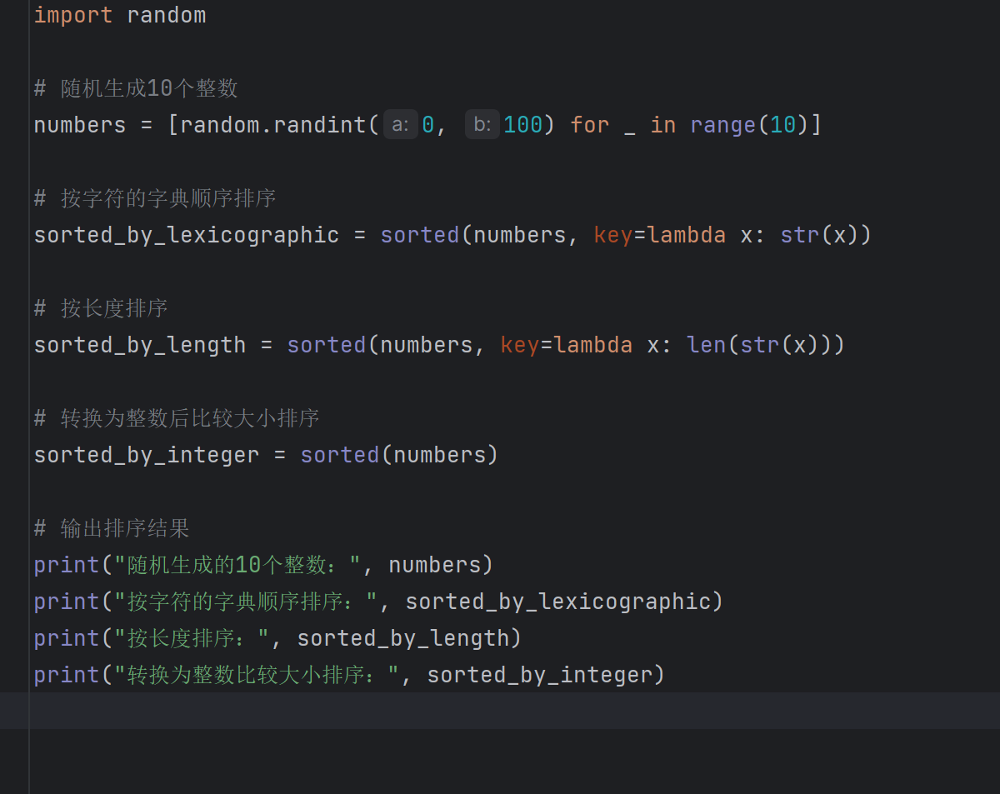 import random
# 随机生成10个整数
numbers = [random.randint(a: 0, b: 100) for _ in range(10)]
# 按字符的字典顺序排序
sorted_by_lexicographic = sorted(numbers, key=lambda x: str(x))
# 按长度排序
sorted_by_length = sorted(numbers, key=lambda x: len(str(x)))
# 转换为整数后比较大小排序
sorted_by_integer = sorted(numbers)
# 输出排序结果
print("随机生成的10个整数：", numbers)
print("按字符的字典顺序排序：", sorted_by_lexicographic)
print("按长度排序：", sorted_by_length)
print("转换为整数比较大小排序：", sorted_by_integer)